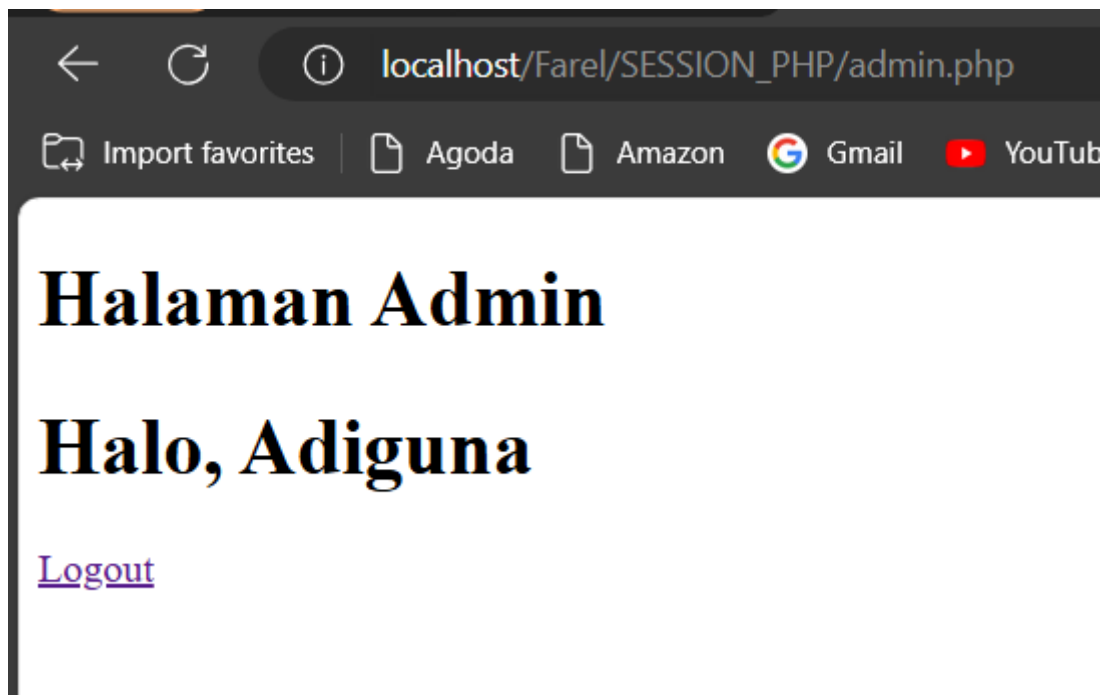 localhost/Farel/SESSION_PHP/admin.php
Import favorites Agoda Amazon Gmail YouTub
Halaman Admin
Halo, Adiguna
Logout